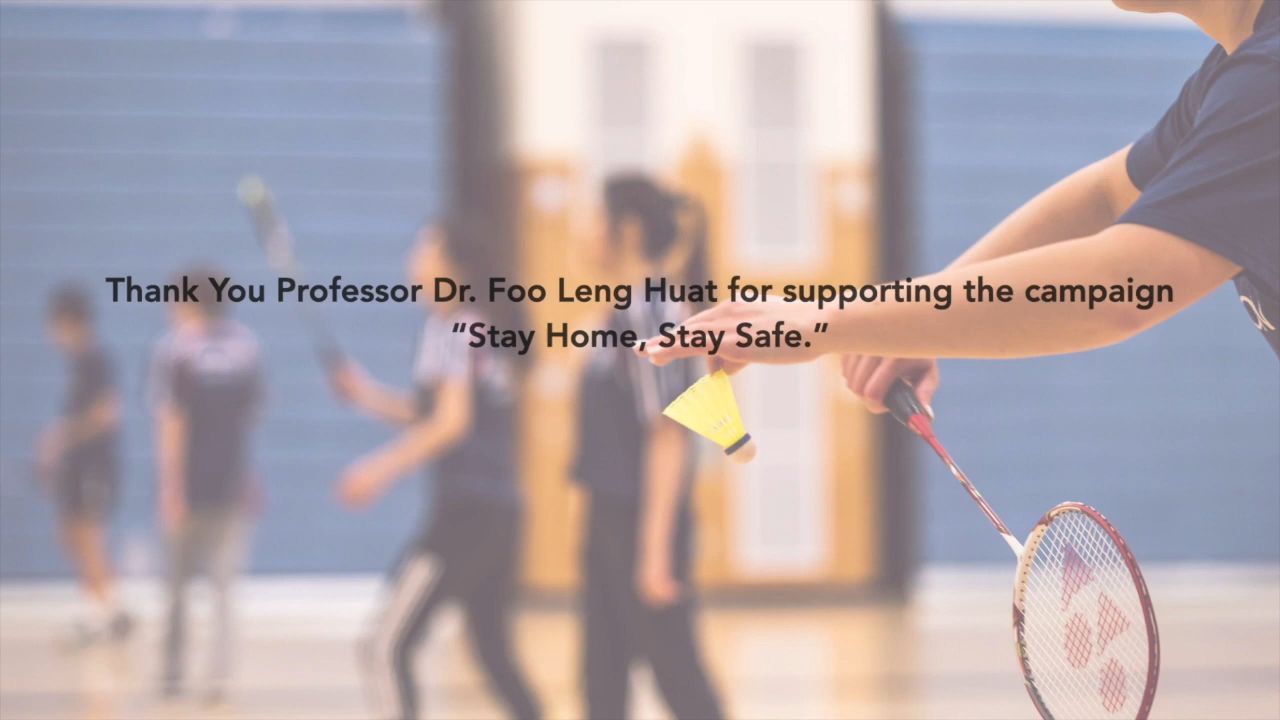 Thank You Professor Dr. Foo Leng Huat for supporting the campaign
“Stay Home, Stay Safe.”